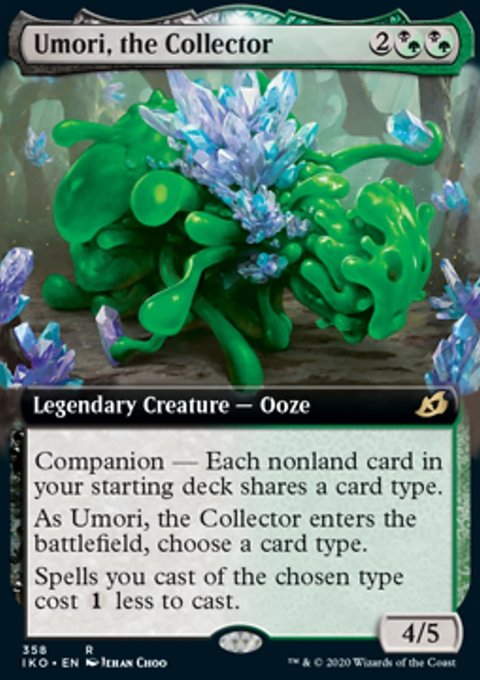 Umori, the Collector 2
Legendary Creature — Ooze
Companion — Each nonland card in
your starting deck shares a card type.
As Umori, the Collector enters the
battlefield, choose a card type.
Spells you cast of the chosen type
cost 1 less to cast.
4/5
358 R
IKO • EN Jehan Choo
™ & © 2020 Wizards of the Coast